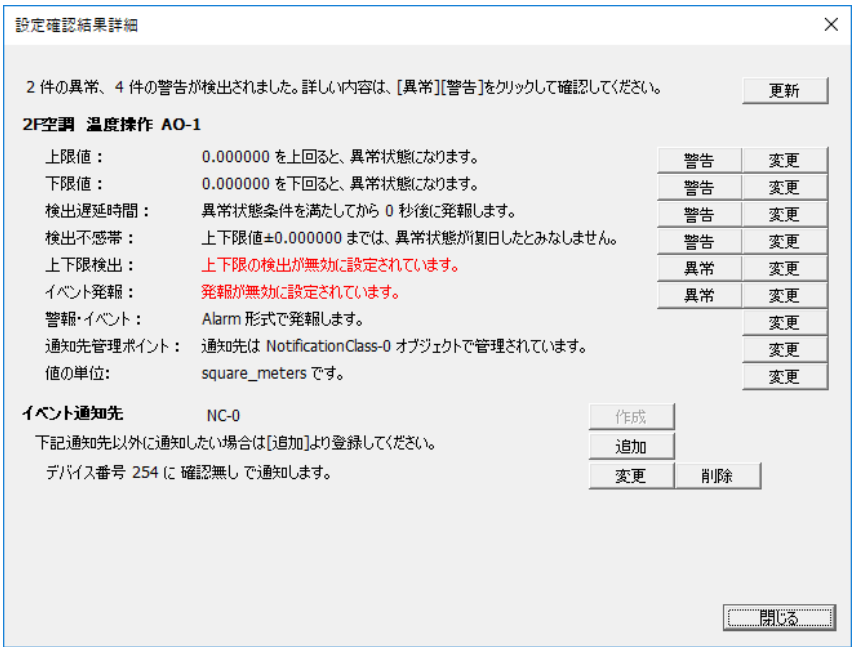 設定確認結果詳細
2 件の異常、4 件の警告が検出されました。詳しい内容は、[異常][警告]をクリックして確認してください。 更新
2F空調 温度操作 AO-1
上限値： 0.000000 を上回ると、異常状態になります。 警告 変更
下限値： 0.000000 を下回ると、異常状態になります。 警告 変更
検出遅延時間： 異常状態条件を満たしてから 0 秒後に発報します。 警告 変更
検出不感帯： 上下限値±0.000000 までは、異常状態が復旧したとみなしません。 警告 変更
上下限検出： 上下限の検出が無効に設定されています。 異常 変更
イベント発報： 発報が無効に設定されています。 異常 変更
警報・イベント： Alarm 形式で発報します。 変更
通知先管理ポイント： 通知先は NotificationClass-0 オブジェクトで管理されています。 変更
値の単位: square_meters です。 変更
イベント通知先 NC-0 作成
下記通知先以外に通知したい場合は[追加]より登録してください。 追加
デバイス番号 254 に 確認無し で通知します。 変更 削除
閉じる